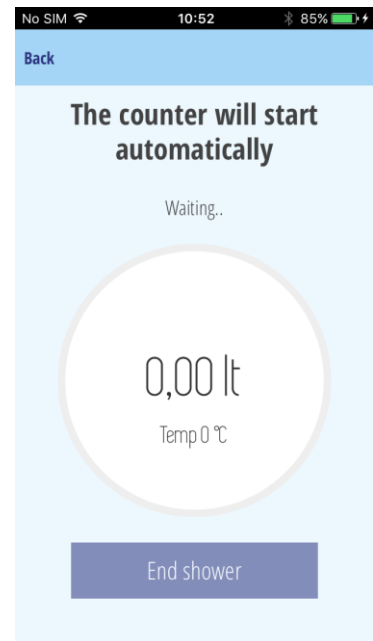 No SIM 10:52 85%
Back
The counter will start
automatically
Waiting..
0,00 lt
Temp 0 °C
End shower